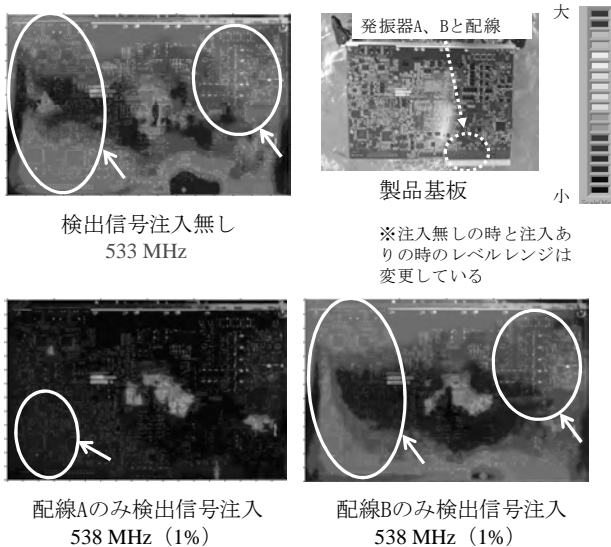 発振器A、Bと配線
大
小
製品基板
検出信号注入無し
533 MHz
※注入無しの時と注入あ
りの時のレベルレンジは
変更している
配線Aのみ検出信号注入
538 MHz（1%）
配線Bのみ検出信号注入
538 MHz（1%）